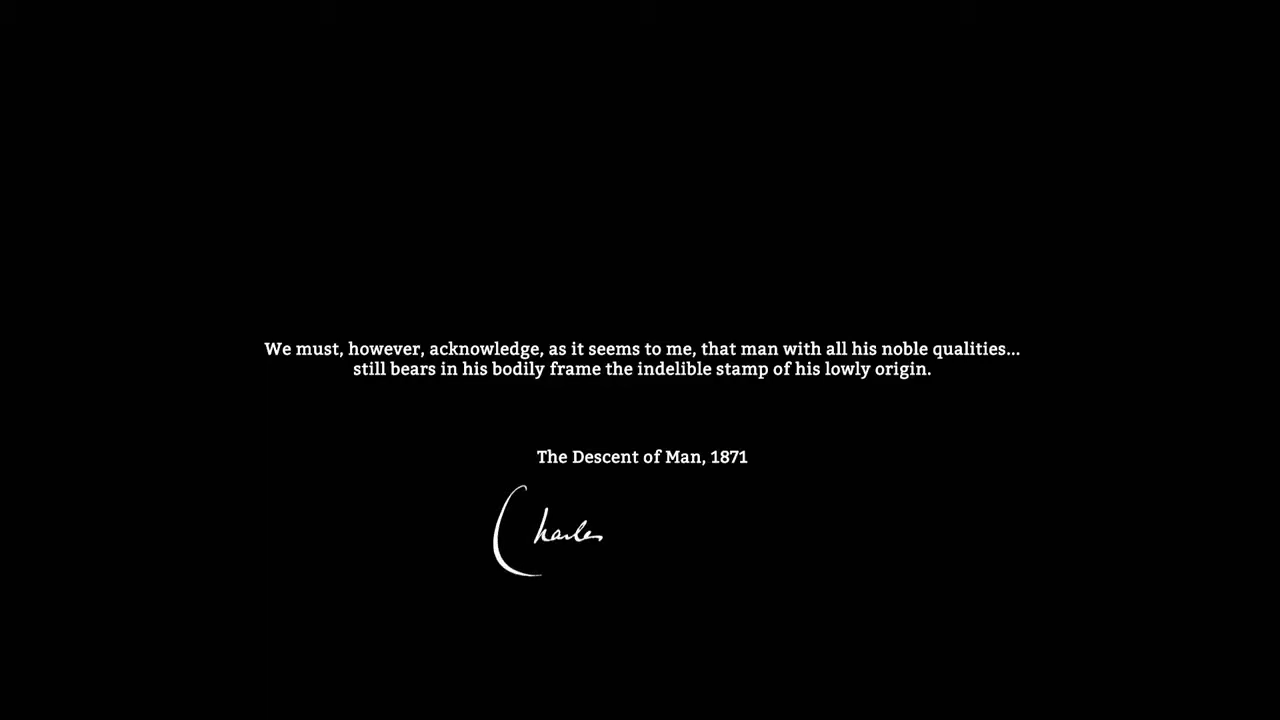 We must, however, acknowledge, as it seems to me, that man with all his noble qualities...
still bears in his bodily frame the indelible stamp of his lowly origin.
The Descent of Man, 1871
Charles